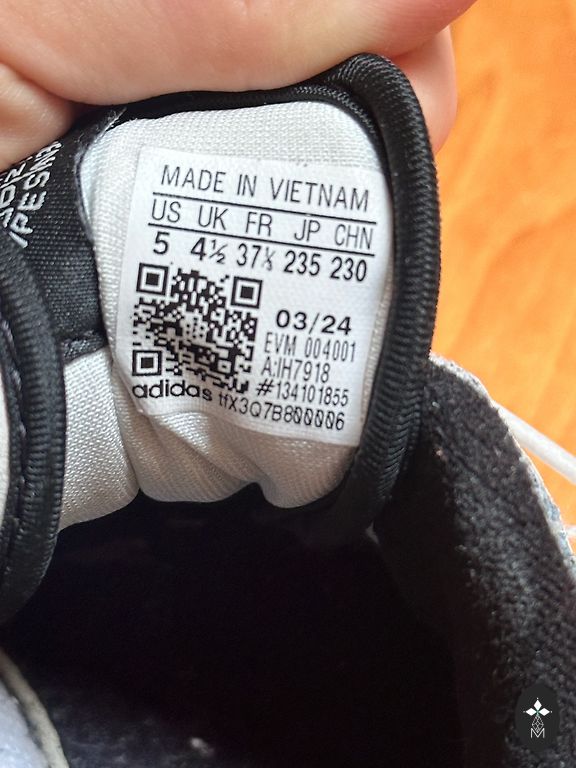 MADE IN VIETNAM
US UK FR JP CHN
5 4½ 37⅓ 235 230
03/24
EVM 004001
A:IH7918
#134101855
adidas tfX3Q7B800006